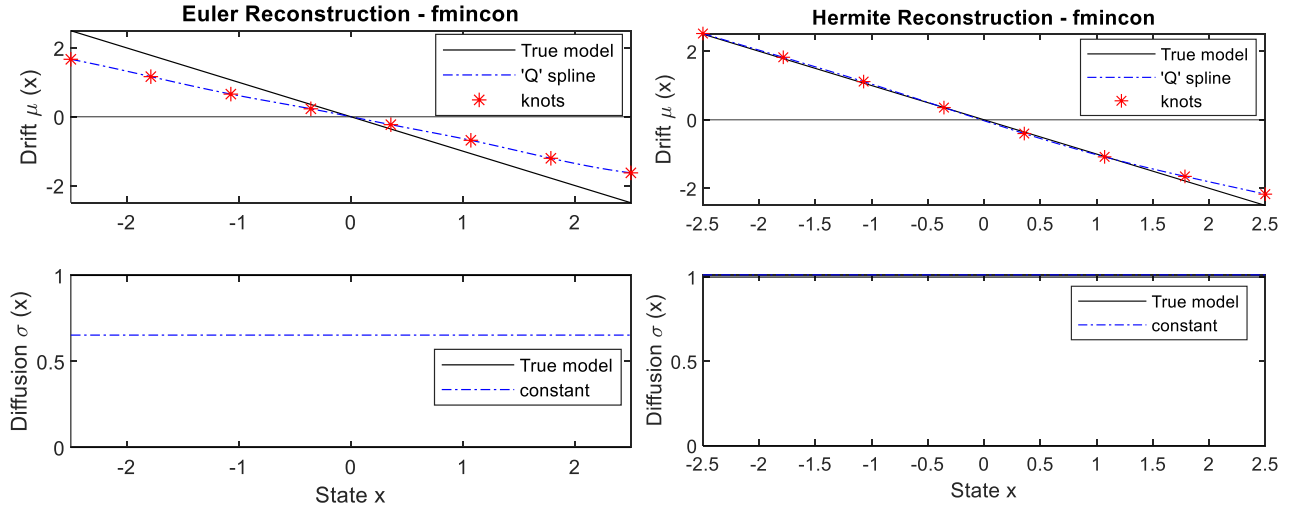 Euler Reconstruction - fmincon
Drift μ (x)
2
0
-2
True model
'Q' spline
knots
-2
-1
0
1
2
Diffusion σ (x)
1
0.5
0
True model
constant
-2
-1
0
1
2
State x
Hermite Reconstruction - fmincon
Drift μ (x)
2
0
-2
True model
'Q' spline
knots
-2.5
-2
-1.5
-1
-0.5
0
0.5
1
1.5
2
2.5
Diffusion σ (x)
1
0.5
0
True model
constant
-2.5
-2
-1.5
-1
-0.5
0
0.5
1
1.5
2
2.5
State x